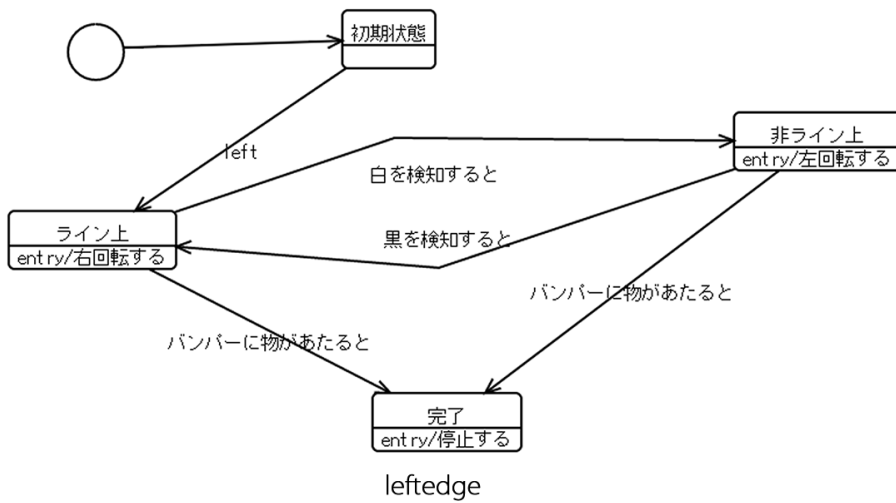 初期状態
left
白を検知すると
非ライン上
entry/左回転する
ライン上
entry/右回転する
黒を検知すると
バンパーに物があたると
バンパーに物があたると
完了
entry/停止する
leftedge